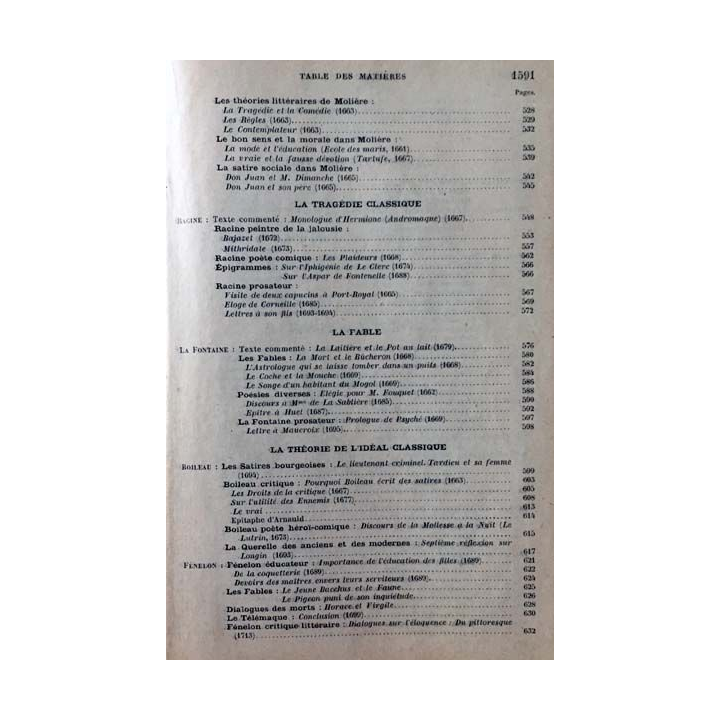 TABLE DES MATIÈRES 1591
Pages.
Les théories littéraires de Molière :
La Tragédie et la Comédie (1663) 528
Les Règles (1663) 529
Le Contemplateur (1663) 532
Le bon sens et la morale dans Molière :
La mode et l'éducation (Ecole des maris, 1661) 535
La vraie et la fausse dévotion (Tartufe, 1667) 539
La satire sociale dans Molière :
Don Juan et M. Dimanche (1665) 542
Don Juan et son père (1665) 545
LA TRAGÉDIE CLASSIQUE
RACINE : Texte commenté : Monologue d'Hermione (Andromaque) (1667) 548
Racine peintre de la jalousie :
Bajazet (1672) 553
Mithridate (1673) 557
Racine poète comique : Les Plaideurs (1668) 562
Épigrammes : Sur l'Iphigénie de Le Clerc (1674) 566
Sur l'Aspar de Fontenelle (1688) 566
Racine prosateur :
Visite de deux capucins à Port-Royal (1665) 567
Eloge de Corneille (1685) 569
Lettres à son fils (1693-1694) 572
LA FABLE
LA FONTAINE : Texte commenté : La Laitière et le Pot au lait (1679) 576
Les Fables : La Mort et le Bûcheron (1668) 580
L'Astrologue qui se laisse tomber dans un puits (1668) 582
Le Coche et la Mouche (1669) 584
Le Songe d'un habitant du Mogol (1669) 586
Poésies diverses : Elégie pour M. Fouquet (1662) 588
Discours à Mme de La Sablière (1685) 590
Epître à Huet (1687) 592
La Fontaine prosateur : Prologue de Psyché (1669) 597
Lettre à Maucroix (1695) 598
LA THÉORIE DE L'IDÉAL CLASSIQUE
BOILEAU : Les Satires bourgeoises : Le lieutenant criminel Tardieu et sa femme
(1694) 599
Boileau critique : Pourquoi Boileau écrit des satires (1663) 603
Les Droits de la critique (1667) 605
Sur l'utilité des Ennemis (1677) 608
Le vrai 613
Epitaphe d'Arnauld 614
Boileau poète héroï-comique : Discours de la Mollesse à la Nuit (Le
Lutrin, 1673) 615
La Querelle des anciens et des modernes : Septième réflexion sur
Longin (1693) 617
FÉNELON : Fénelon éducateur : Importance de l'éducation des filles (1689) 621
De la coquetterie (1689) 622
Devoirs des maîtres envers leurs serviteurs (1689) 624
Les Fables : Le Jeune Bacchus et le Faune 625
Le Pigeon puni de son inquiétude 626
Dialogues des morts : Horace et Virgile 628
Le Télémaque : Conclusion (1699) 630
Fénelon critique littéraire : Dialogues sur l'éloquence : Du pittoresque
(1713) 632